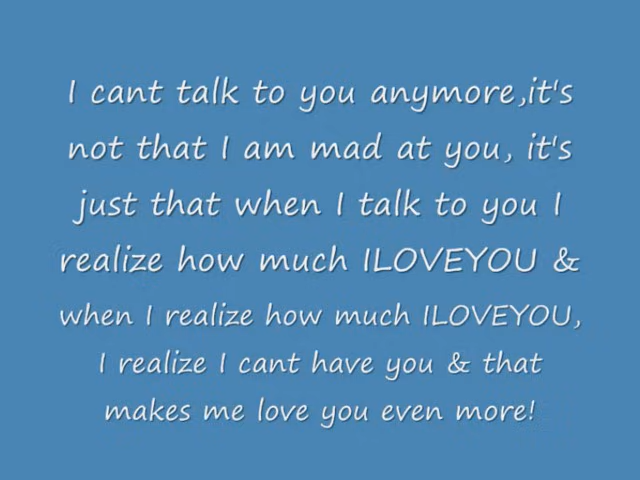 I cant talk to you anymore,it's
not that I am mad at you, it's
just that when I talk to you I
realize how much ILOVEYOU &
when I realize how much ILOVEYOU,
I realize I cant have you & that
makes me love you even more!